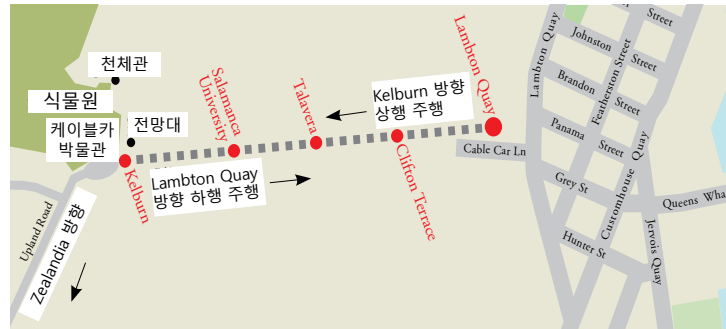 천체관
식물원
케이블카
박물관
전망대
Kelburn
Upland Road
Zealandia 방향
Salamanca
University
Lambton Quay
방향 하행 주행
Talavera
Kelburn 방향
상행 주행
Clifton Terrace
Lambton Quay
Cable Car Ln
Lambton Quay
Street
Johnston
Street
Brandon
Street
Panama
Street
Featherston Street
Grey St
Hunter St
Customhouse Quay
Jervois Quay
Queens Wha